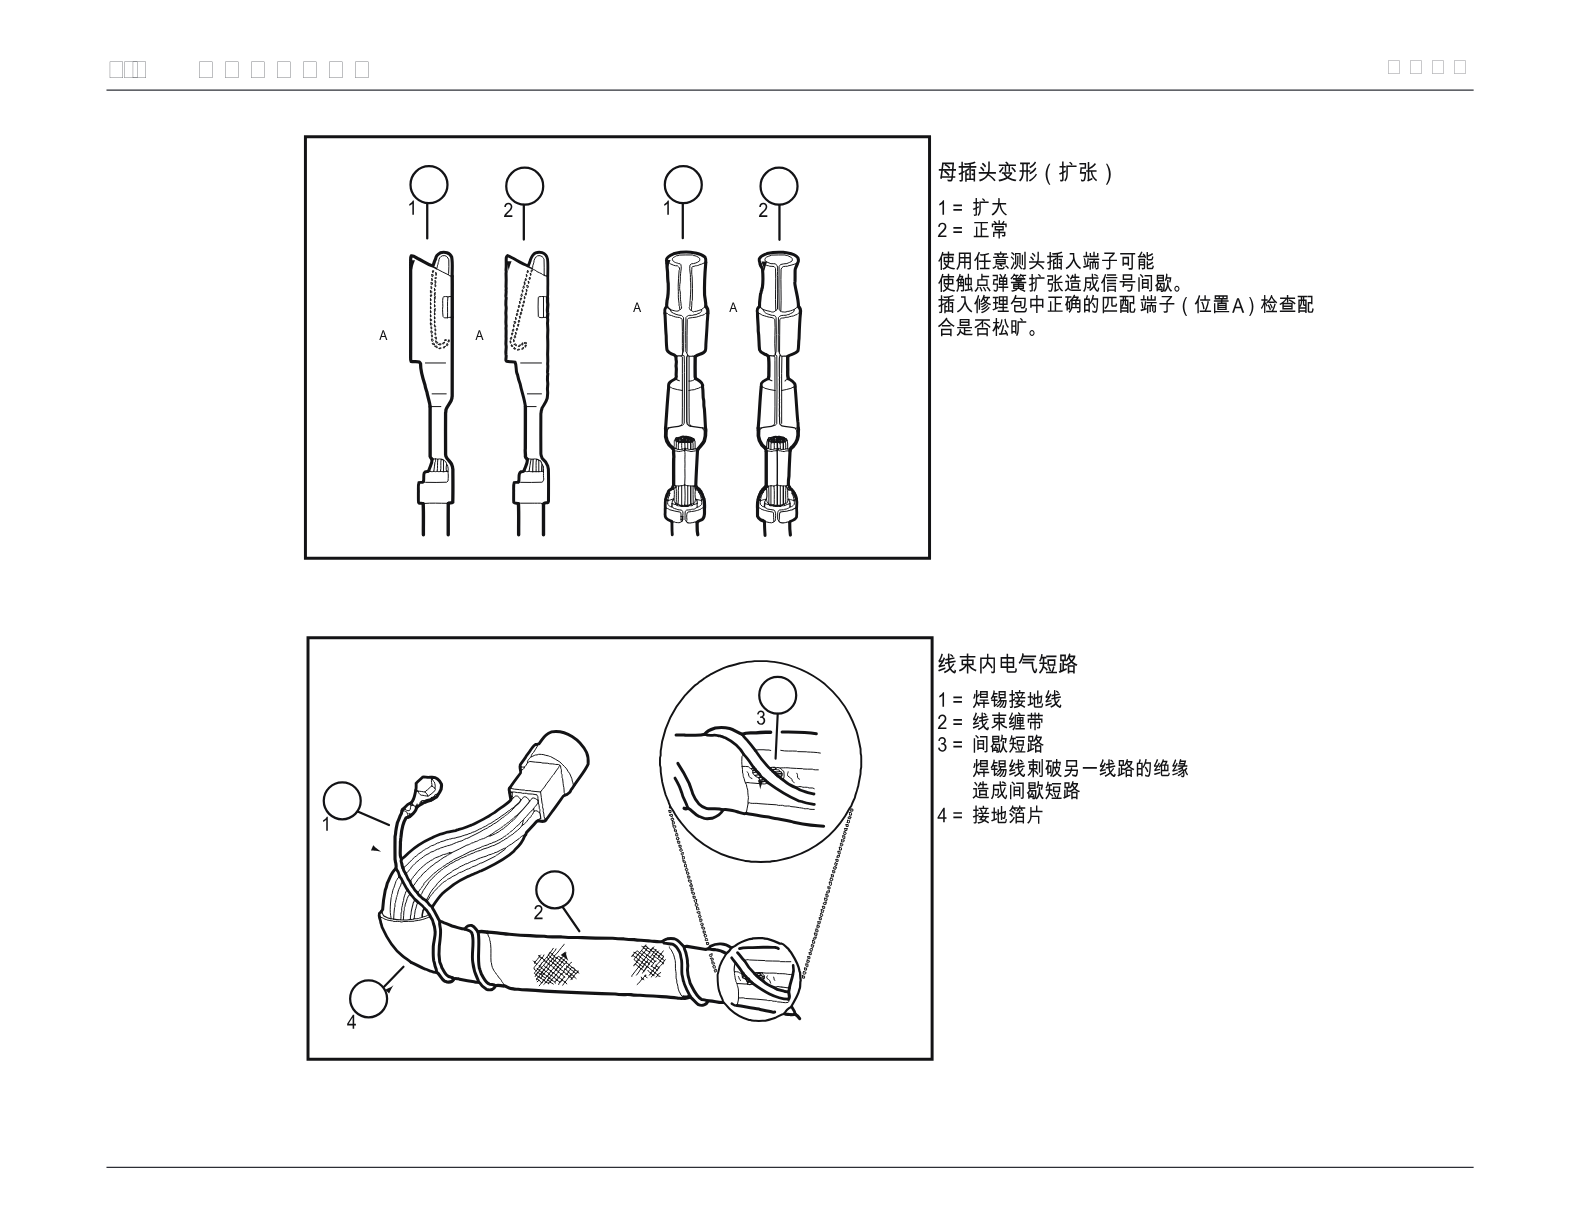 母插头变形 ( 扩张 )
1 = 扩大
2 = 正常
使用任意测头插入端子可能
使触点弹簧扩张造成信号间歇。
插入修理包中正确的匹配 端子 ( 位置 A ) 检查配
合是否松旷。
1
2
1
2
A
A
A
A
线束内电气短路
1 = 焊锡接地线
2 = 线束缠带
3 = 间歇短路
焊锡线刺破另一线路的绝缘
造成间歇短路
4 = 接地箔片
3
1
2
4